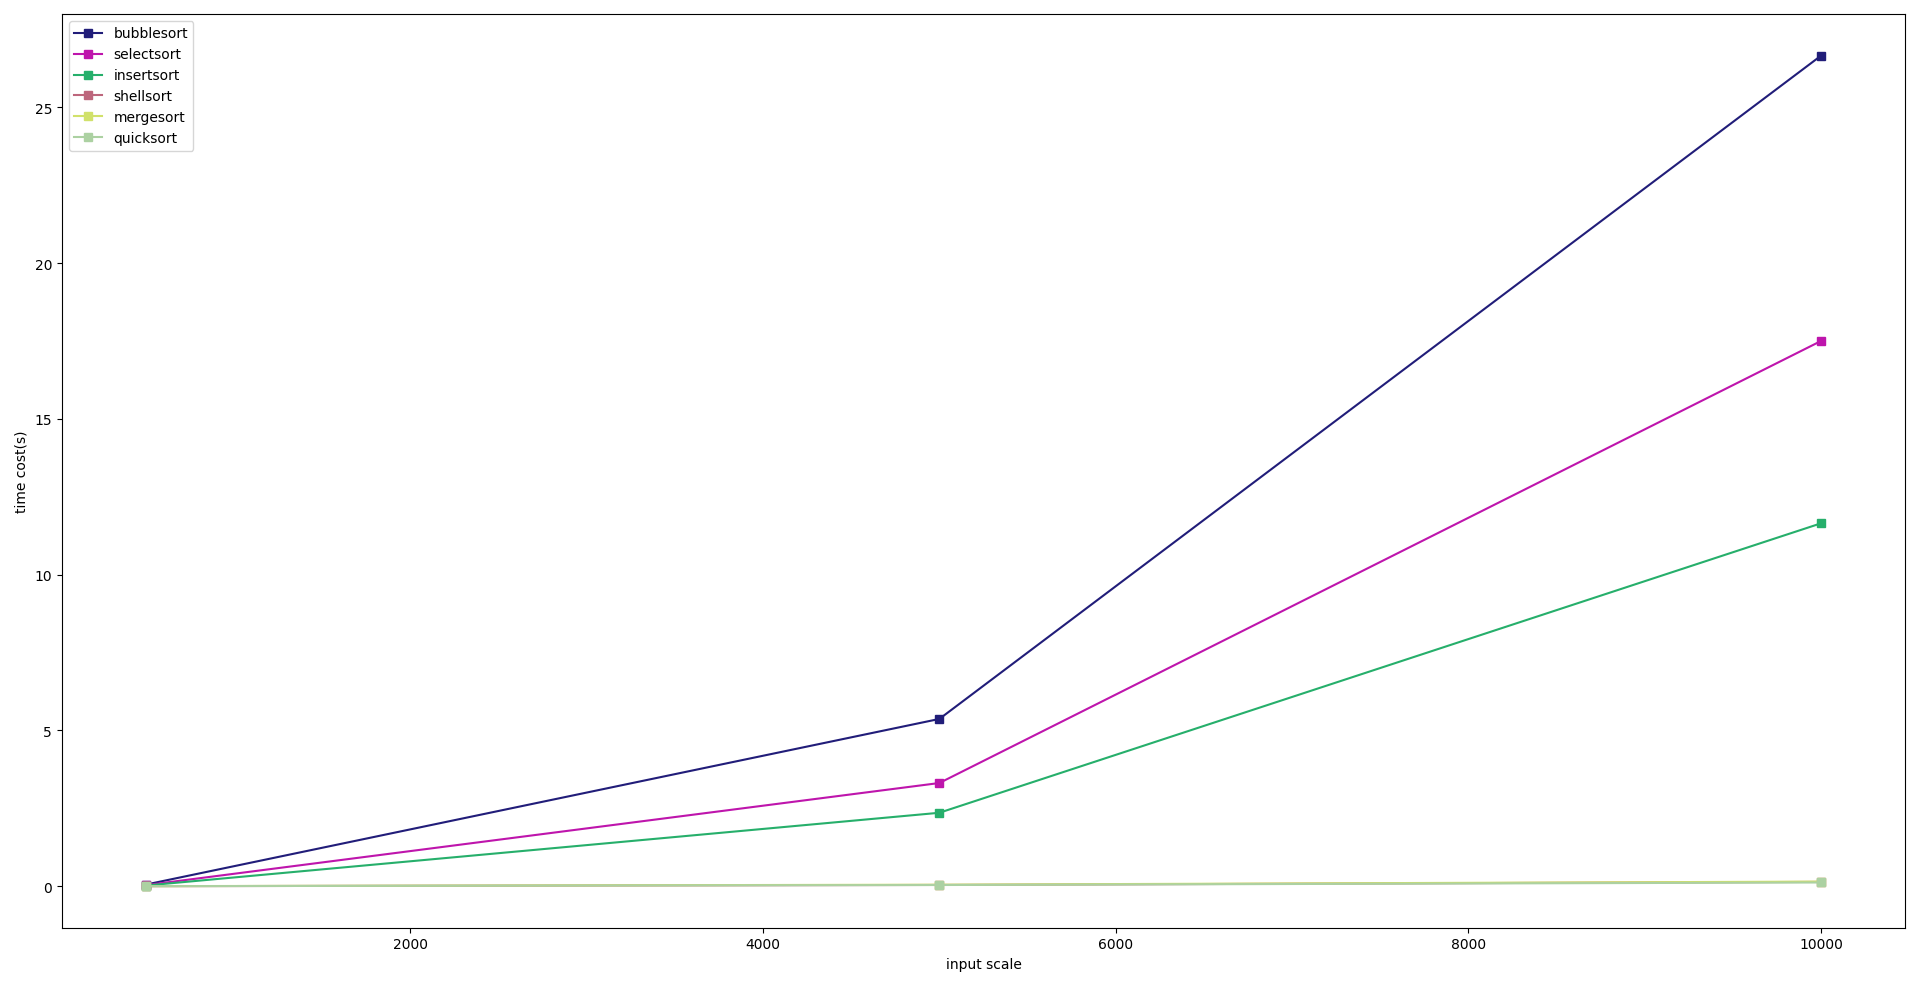 bubblesort
selectsort
insertsort
shellsort
mergesort
quicksort
25
20
15
10
5
0
time cost(s)
2000 4000 6000 8000 10000
input scale